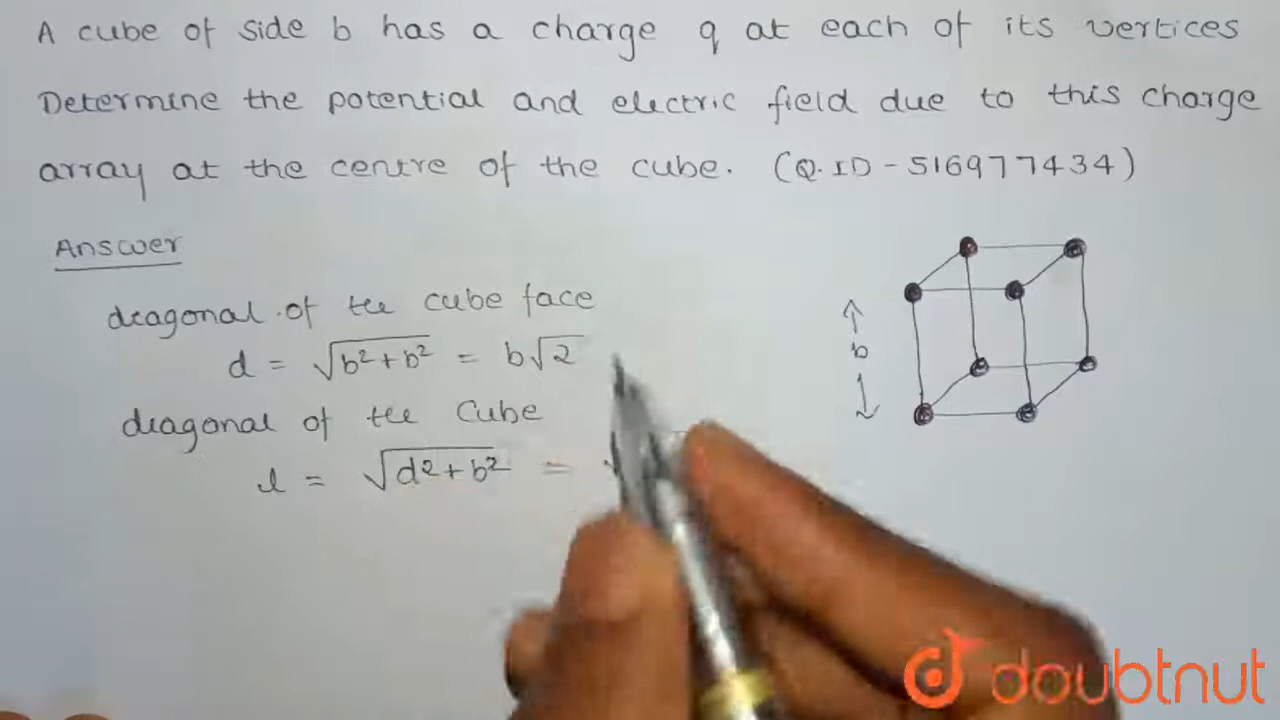 A cube of side b has a charge q at each of its vertices
Determine the potential and electric field due to this charge
array at the centre of the cube. (Q.ID - 516977434)
Answer
diagonal of the cube face
d = √b²+b² = b√2
diagonal of the Cube
l = √d²+b² = √
b
doubtnut